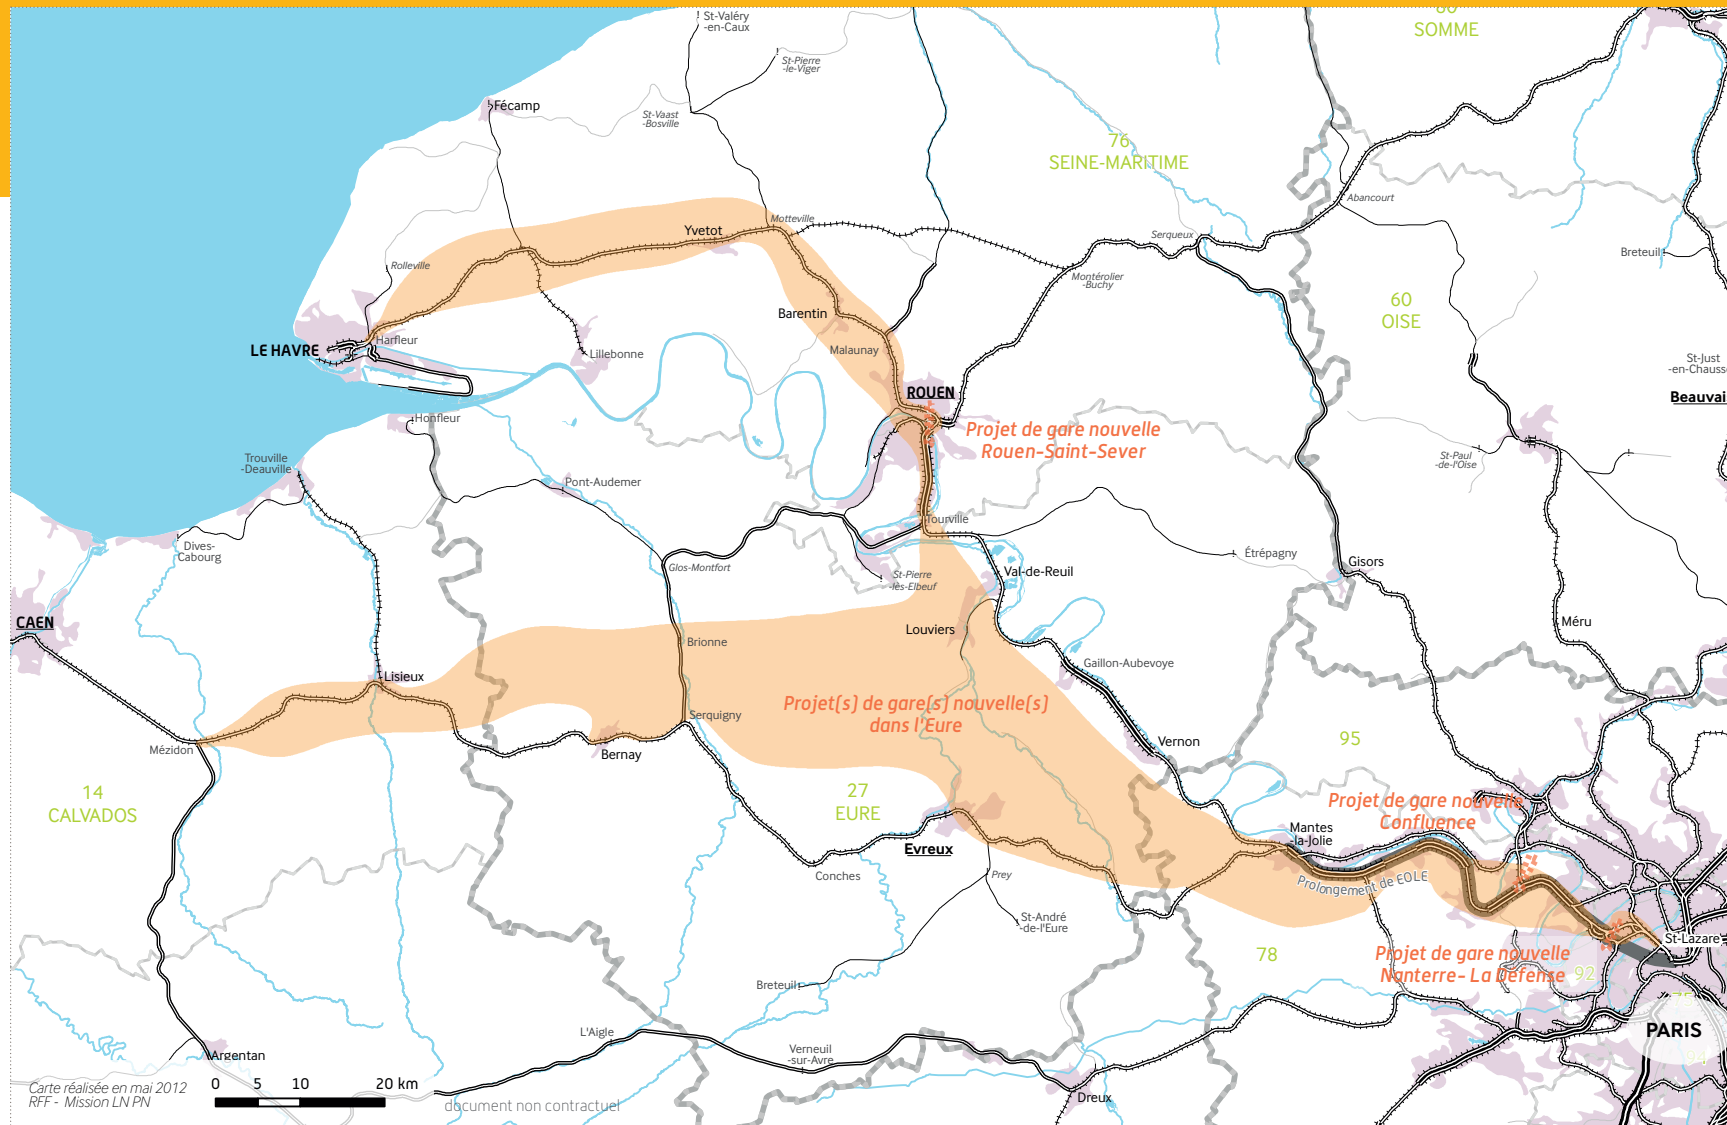 St-Valéry
-en-Caux
SOMME
St-Pierre
-le-Viger
Fécamp
St-Vaast
-Bosville
76
SEINE-MARITIME
Abancourt
Motteville
Yvetot
Serqueux
Breteuil
Rolleville
Montérolier
-Buchy
60
OISE
Barentin
Harfleur
LE HAVRE
Malaunay
Lillebonne
St-Just
-en-Chauss
ROUEN
Beauvai
Honfleur
Projet de gare nouvelle
Rouen-Saint-Sever
Trouville
-Deauville
St-Paul
-de-l'Oise
Pont-Audemer
Tourville
Dives-
Cabourg
Étrépagny
Gisors
Glos-Montfort
St-Pierre
-lès-Elbeuf
Val-de-Reuil
CAEN
Louviers
Méru
Brionne
Gaillon-Aubevoye
Lisieux
Projet(s) de gare(s) nouvelle(s)
dans l'Eure
Serquigny
Mézidon
Bernay
Vernon
95
14
CALVADOS
27
EURE
Projet de gare nouvelle
Confluence
Mantes
-la-Jolie
Evreux
Conches
Prey
Prolongement de EOLE
St-André
-de-l'Eure
St-Lazare
78
Projet de gare nouvelle
Nanterre- La Défense
92
Breteuil
75
PARIS
L'Aigle
Verneuil
-sur-Avre
94
Argentan
Dreux
Carte réalisée en mai 2012
RFF - Mission LN PN
0 5 10 20 km
document non contractuel